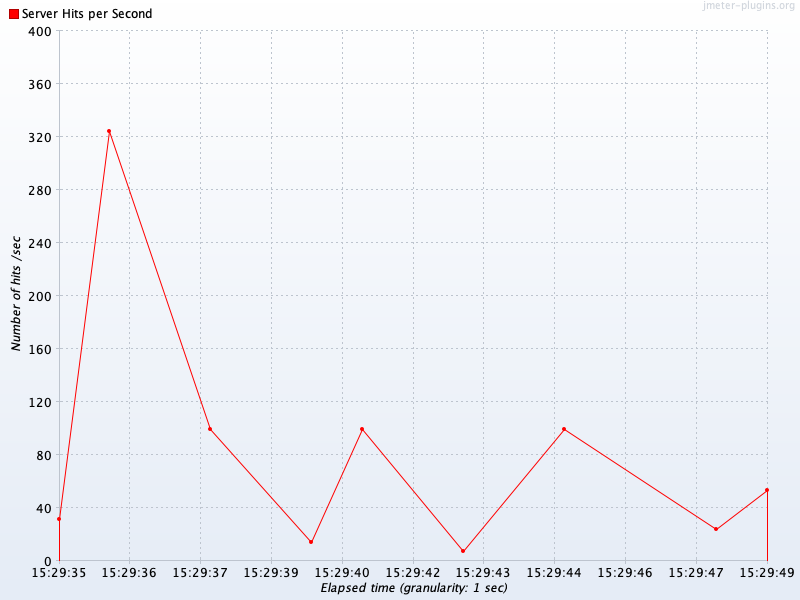 jmeter-plugins.org
Server Hits per Second
400
360
320
280
240
200
160
120
80
40
0
Number of hits /sec
15:29:35 15:29:36 15:29:37 15:29:39 15:29:40 15:29:42 15:29:43 15:29:44 15:29:46 15:29:47 15:29:49
Elapsed time (granularity: 1 sec)